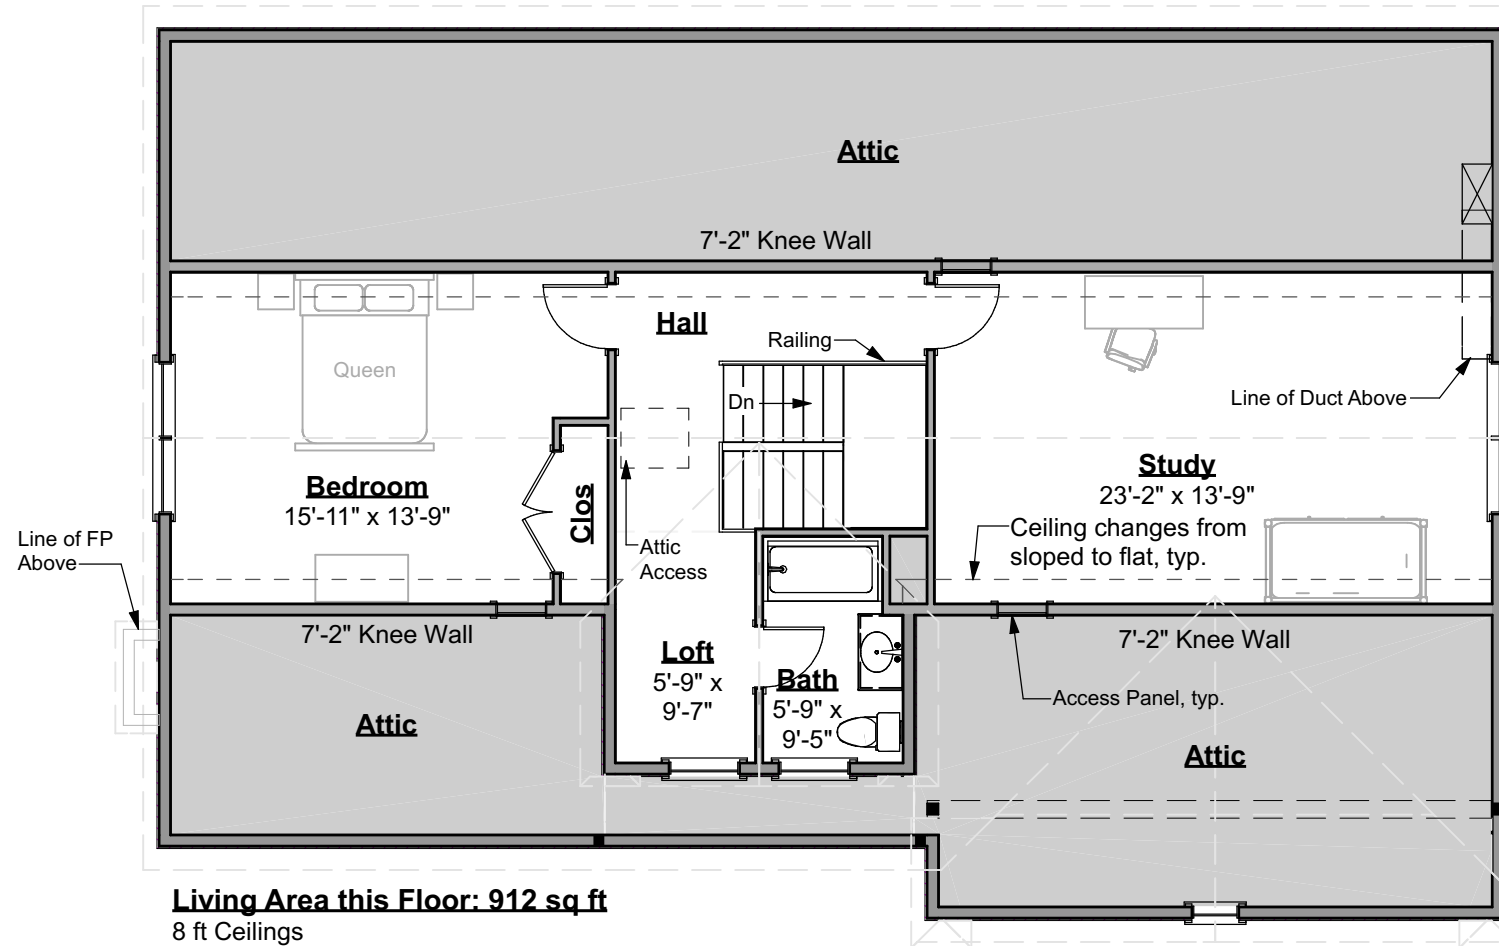 Attic
7'-2" Knee Wall
Hall
Railing
Queen
Dn
Line of Duct Above
Bedroom
15'-11" x 13'-9"
Clos
Study
23'-2" x 13'-9"
Ceiling changes from
sloped to flat, typ.
Line of FP
Above
Attic
Access
7'-2" Knee Wall
7'-2" Knee Wall
Loft
5'-9" x
9'-7"
Bath
5'-9" x
9'-5"
Access Panel, typ.
Attic
Attic
Living Area this Floor: 912 sq ft
8 ft Ceilings